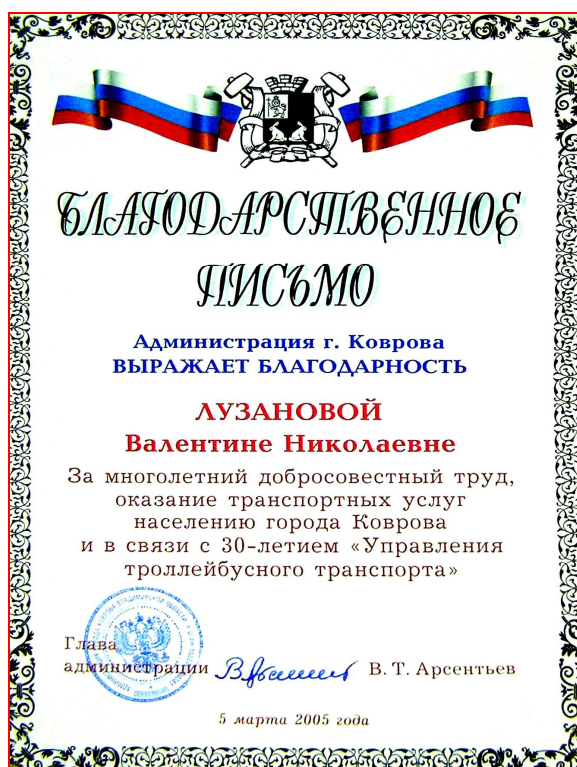 БЛАГОДАРСТВЕННОЕ
ПИСЬМО
Администрация г. Коврова
ВЫРАЖАЕТ БЛАГОДАРНОСТЬ
ЛУЗАНОВОЙ
Валентине Николаевне
За многолетний добросовестный труд,
оказание транспортных услуг
населению города Коврова
и в связи с 30-летием «Управления
троллейбусного транспорта»
Глава
администрации В. Т. Арсентьев
5 марта 2005 года